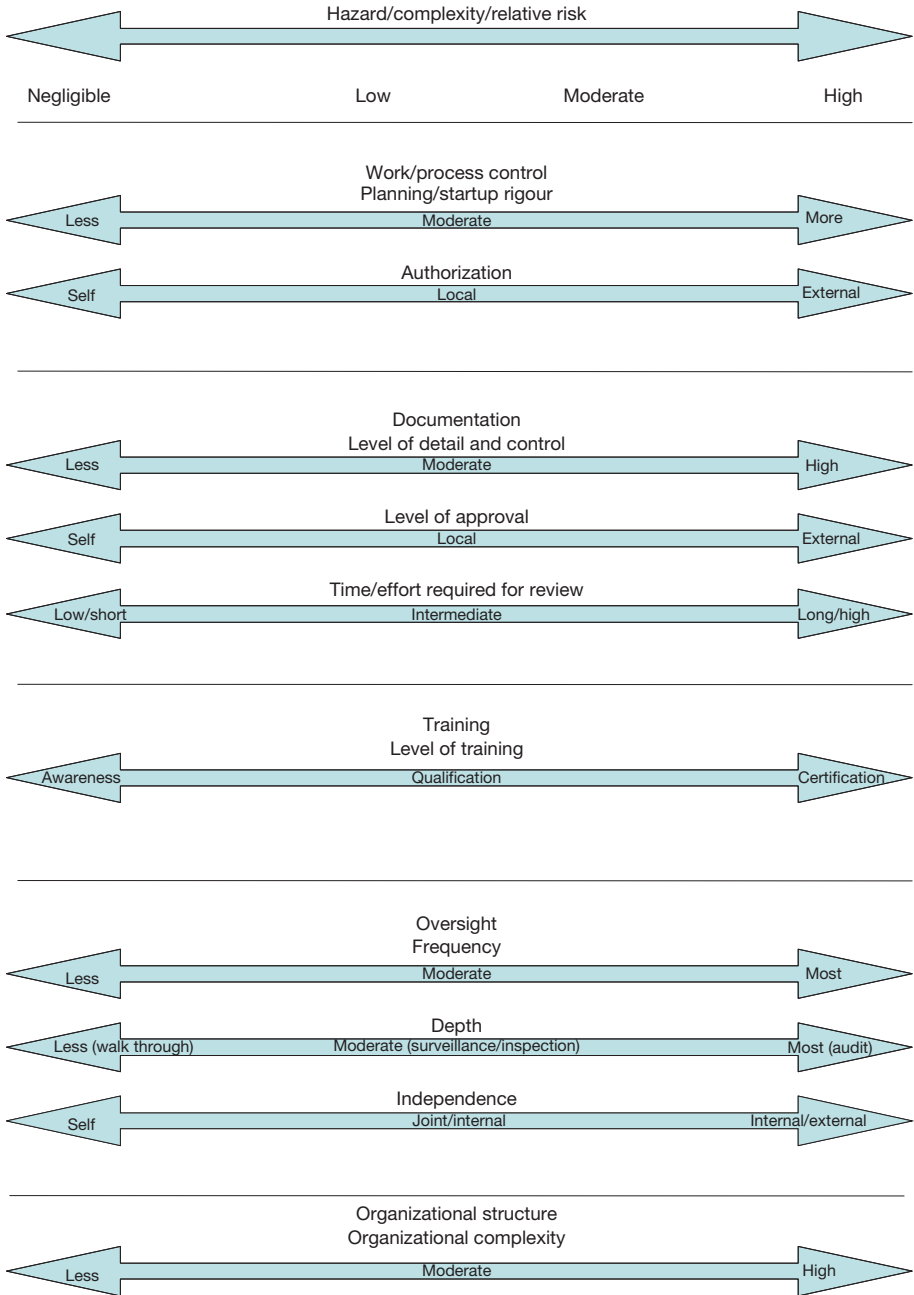 Hazard/complexity/relative risk
Negligible Low Moderate High
Work/process control
Planning/startup rigour
Less Moderate More
Authorization
Self Local External
Documentation
Level of detail and control
Less Moderate High
Level of approval
Self Local External
Time/effort required for review
Low/short Intermediate Long/high
Training
Level of training
Awareness Qualification Certification
Oversight
Frequency
Less Moderate Most
Depth
Less (walk through) Moderate (surveillance/inspection) Most (audit)
Independence
Self Joint/internal Internal/external
Organizational structure
Organizational complexity
Less Moderate High